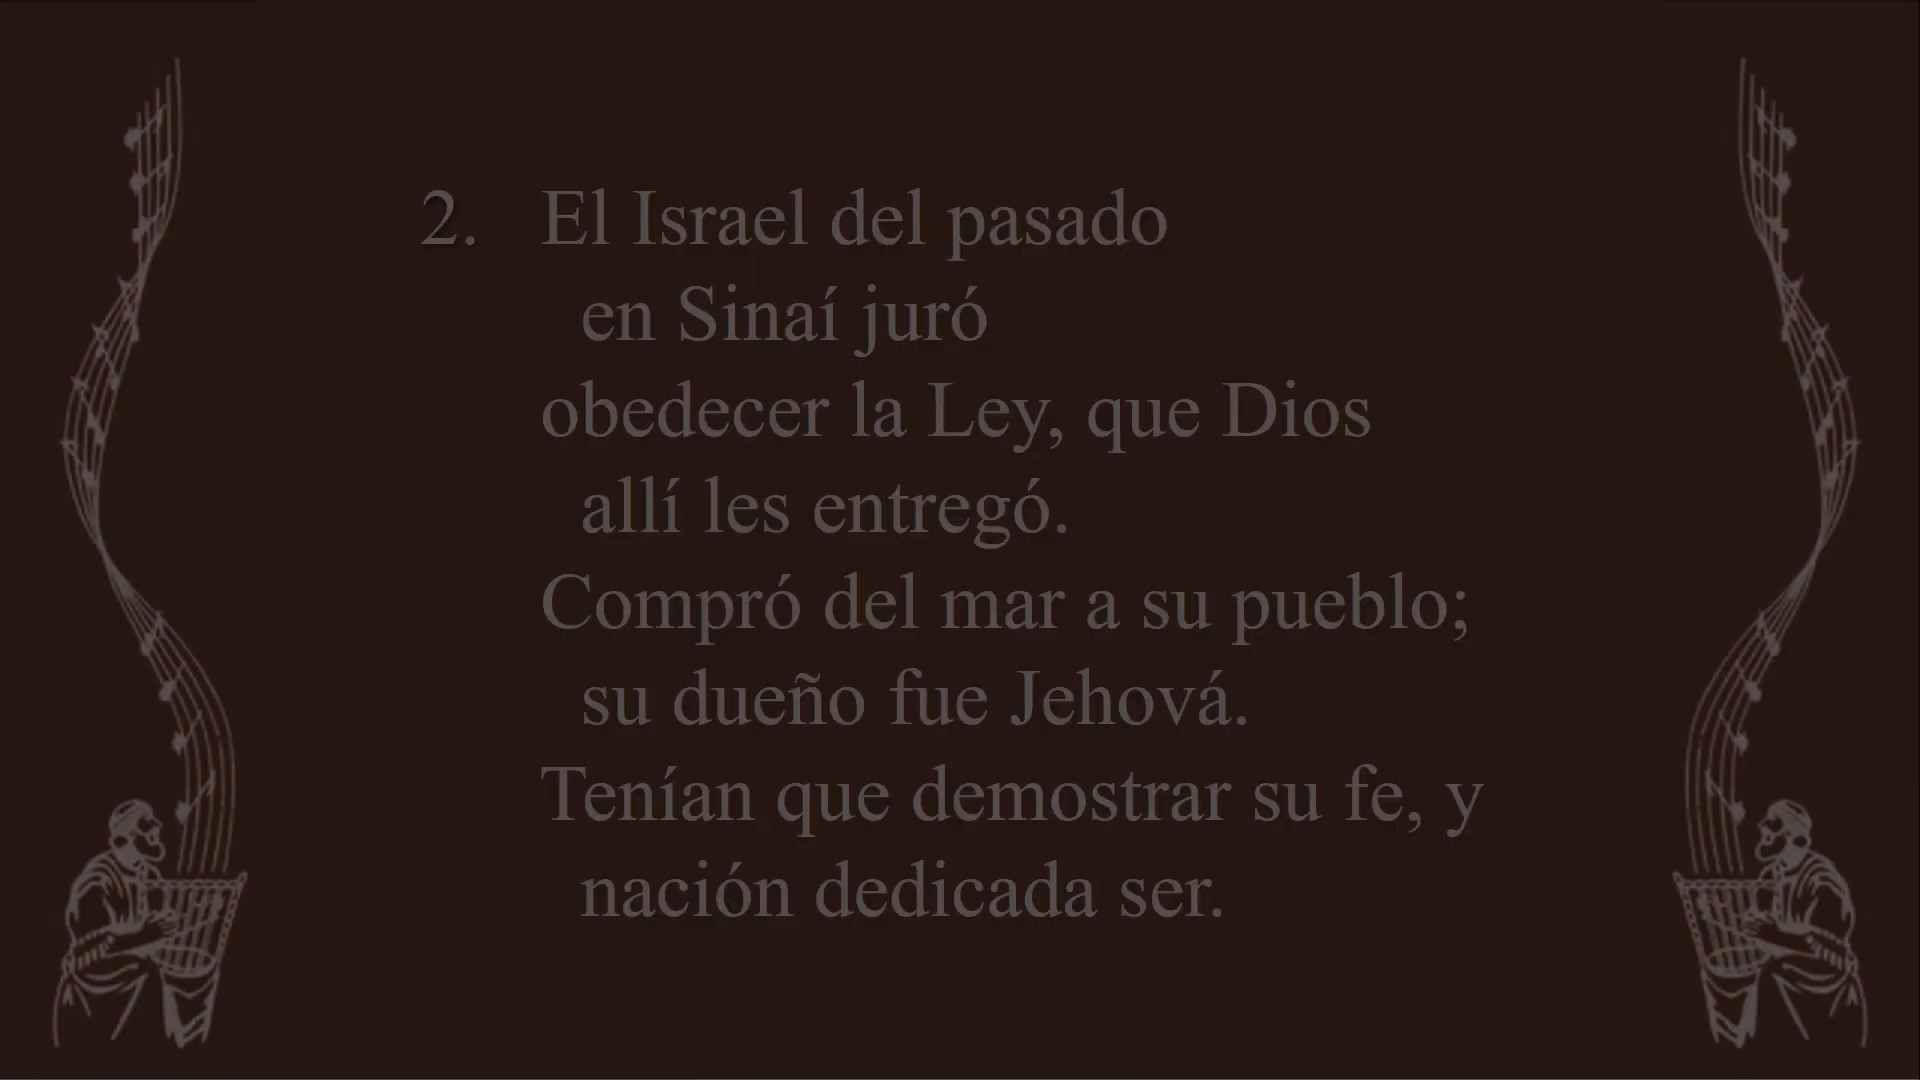 2. El Israel del pasado
en Sinaí juró
obedecer la Ley, que Dios
allí les entregó.
Compró del mar a su pueblo;
su dueño fue Jehová.
Tenían que demostrar su fe, y
nación dedicada ser.